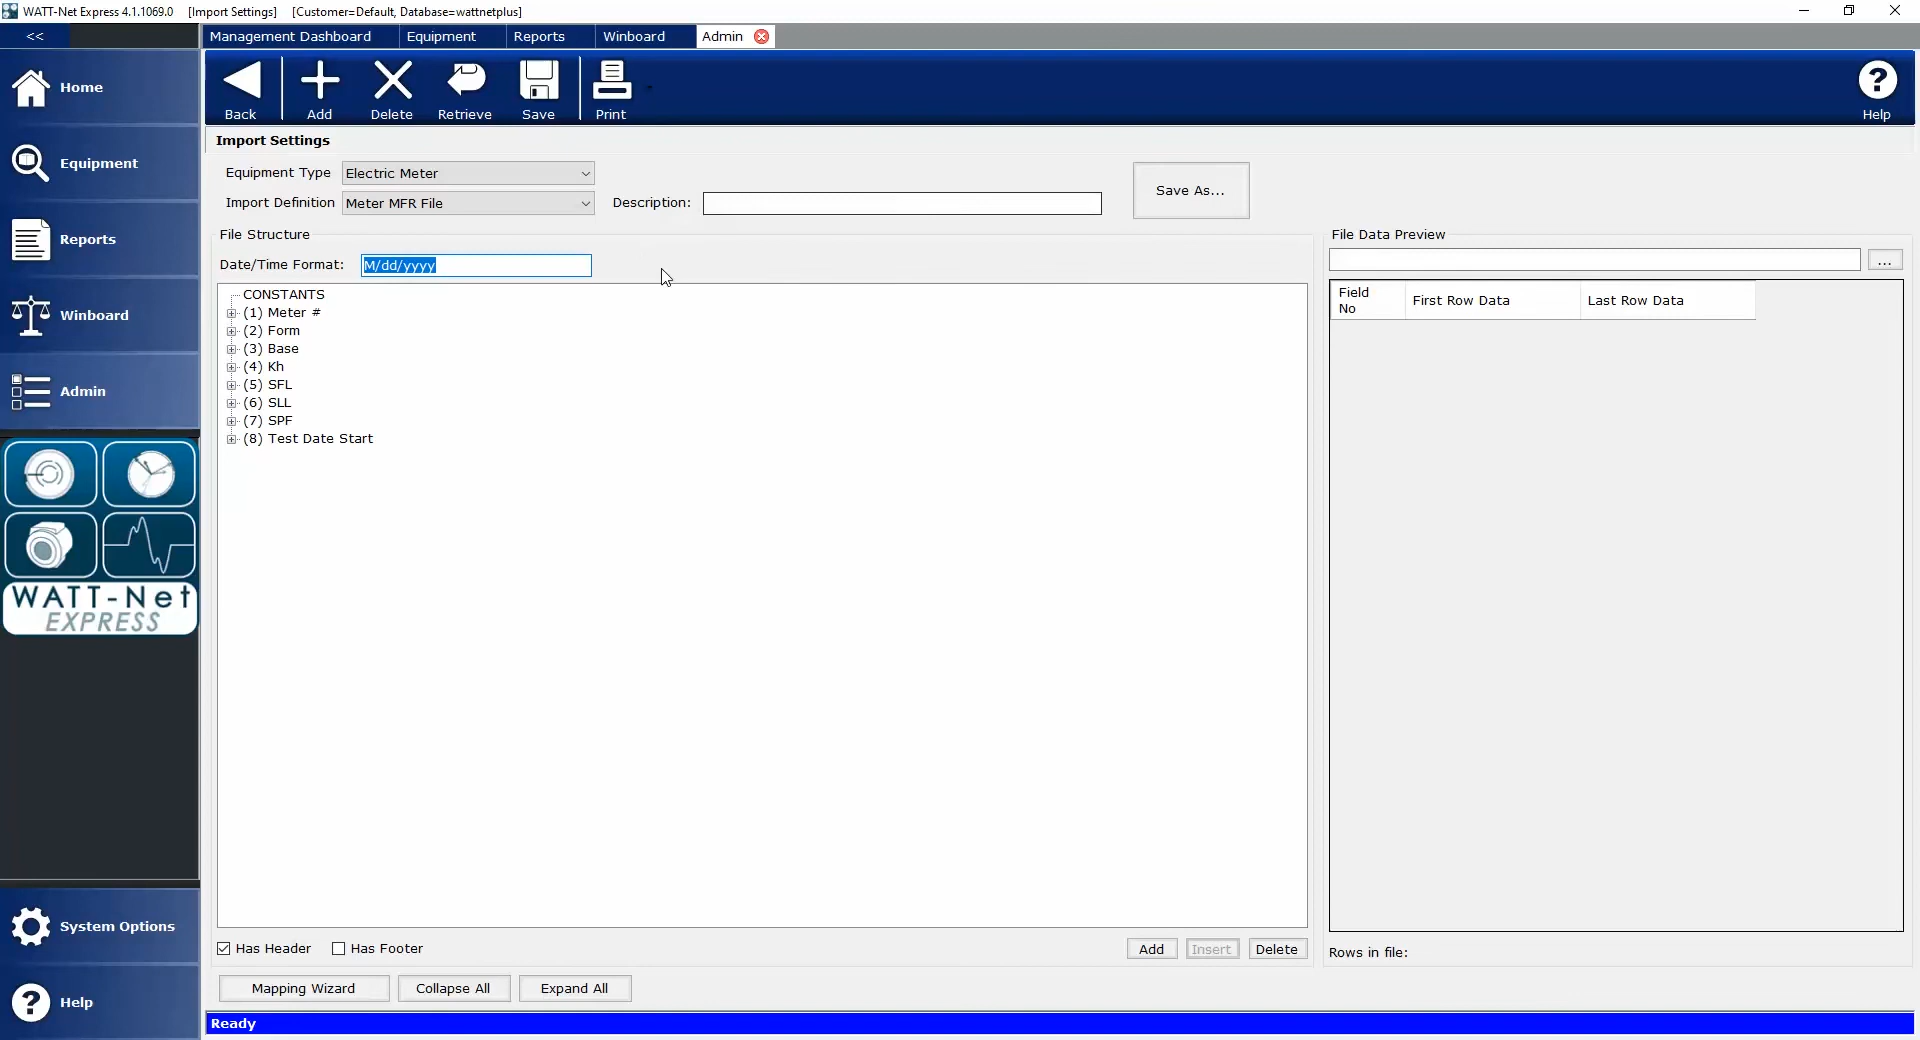 WATT-Net Express 4.1.1069.0 [Import Settings] [Customer=Default, Database=wattnetplus]
<< Management Dashboard Equipment Reports Winboard Admin
Home
Equipment
Reports
Winboard
Admin
WATT-Net
EXPRESS
System Options
Help
Back Add Delete Retrieve Save Print Help
Import Settings
Equipment Type Electric Meter
Import Definition Meter MFR File Description: Save As...
File Structure
Date/Time Format: M/dd/yyyy
CONSTANTS
(1) Meter #
(2) Form
(3) Base
(4) Kh
(5) SFL
(6) SLL
(7) SPF
(8) Test Date Start
Has Header Has Footer Add Insert Delete
Mapping Wizard Collapse All Expand All
File Data Preview
...
Field No First Row Data Last Row Data
Rows in file:
Ready